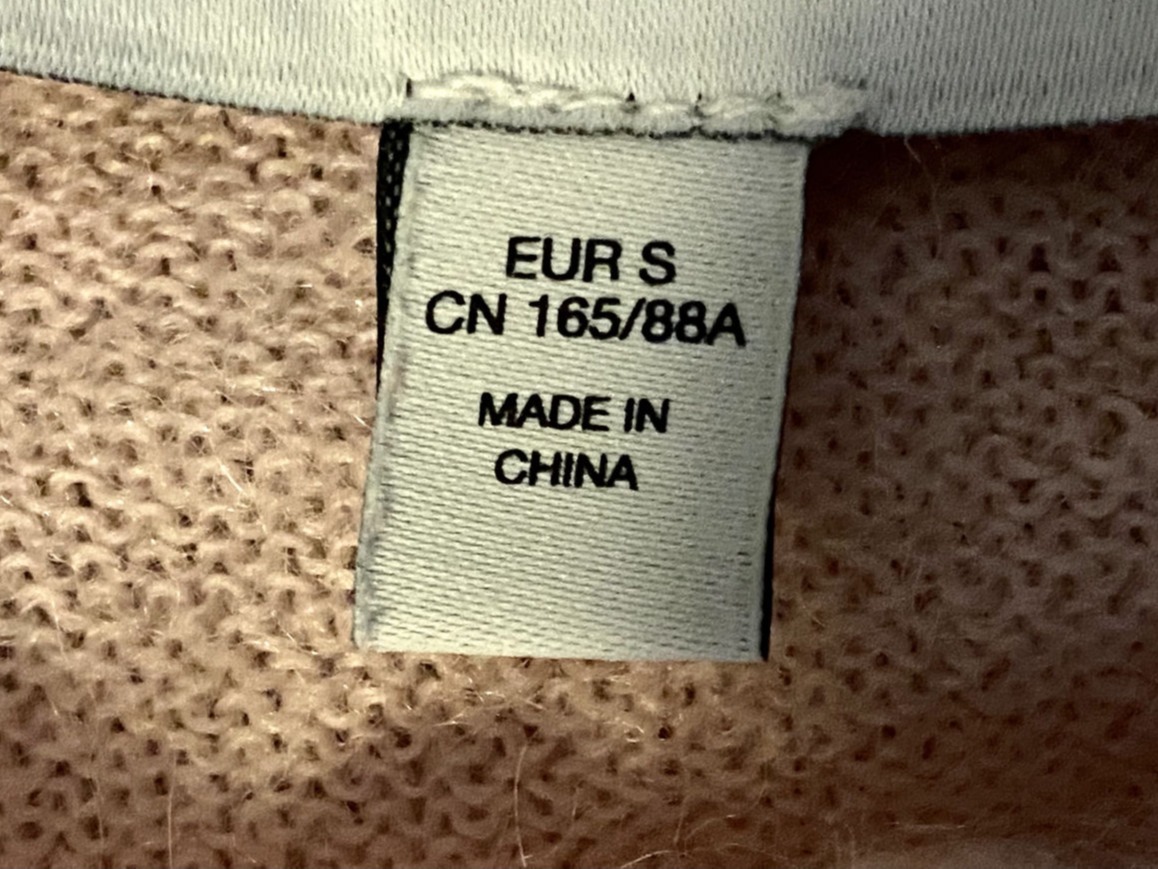 EUR S
CN 165/88A
MADE IN
CHINA